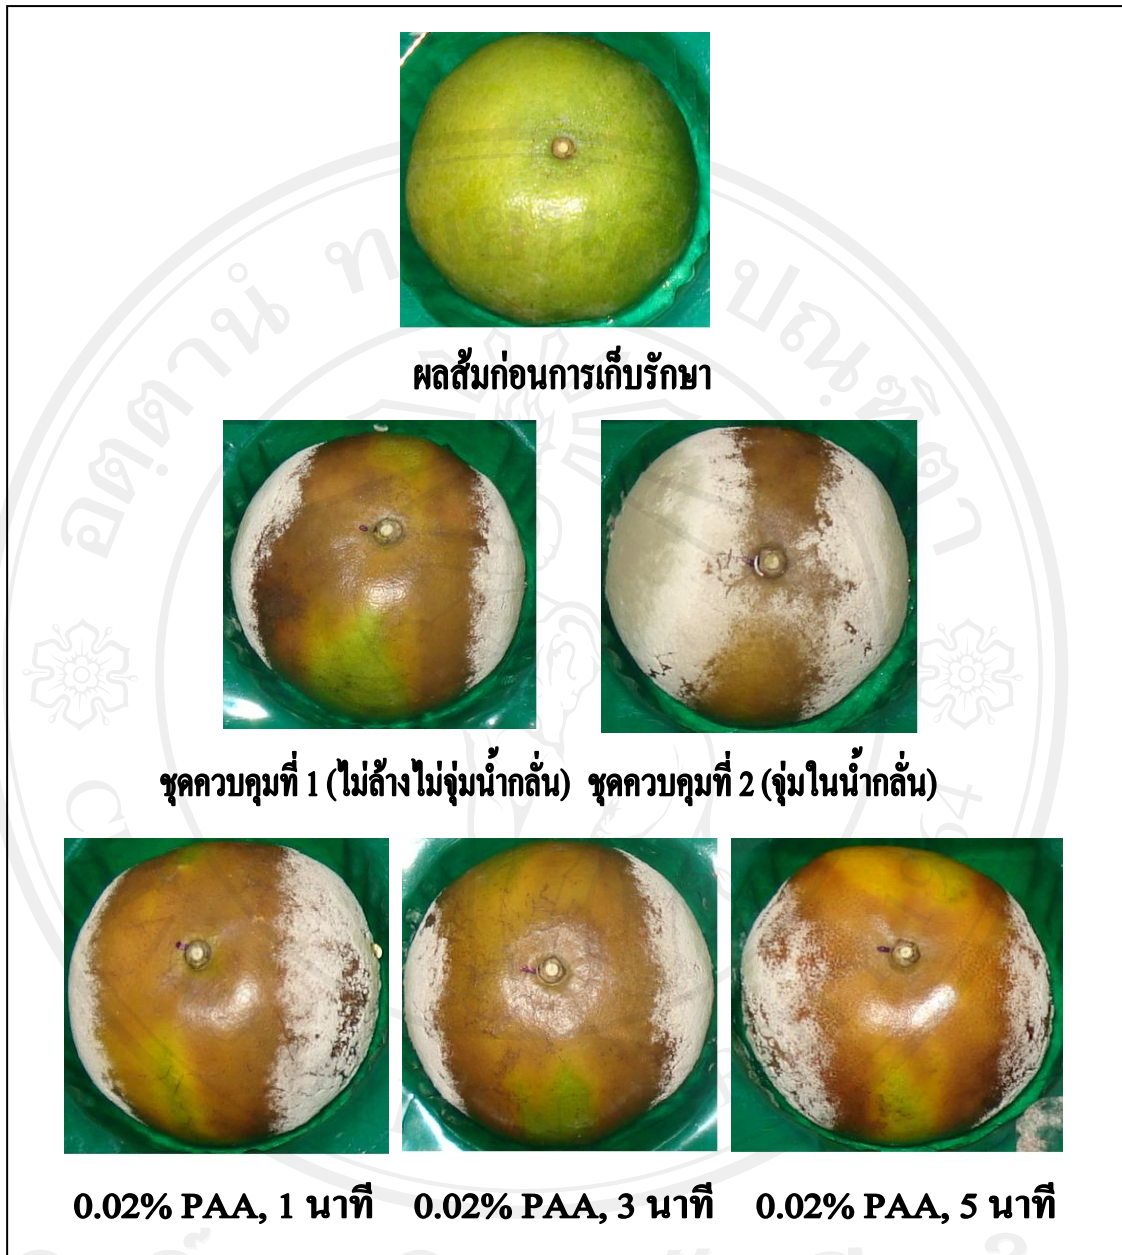 ผลส้มก่อนการเก็บรักษา
ชุดควบคุมที่ 1 (ไม่ล้างไม่จุ่มน้ำกลั่น) ชุดควบคุมที่ 2 (จุ่มในน้ำกลั่น)
0.02% PAA, 1 นาที 0.02% PAA, 3 นาที 0.02% PAA, 5 นาที